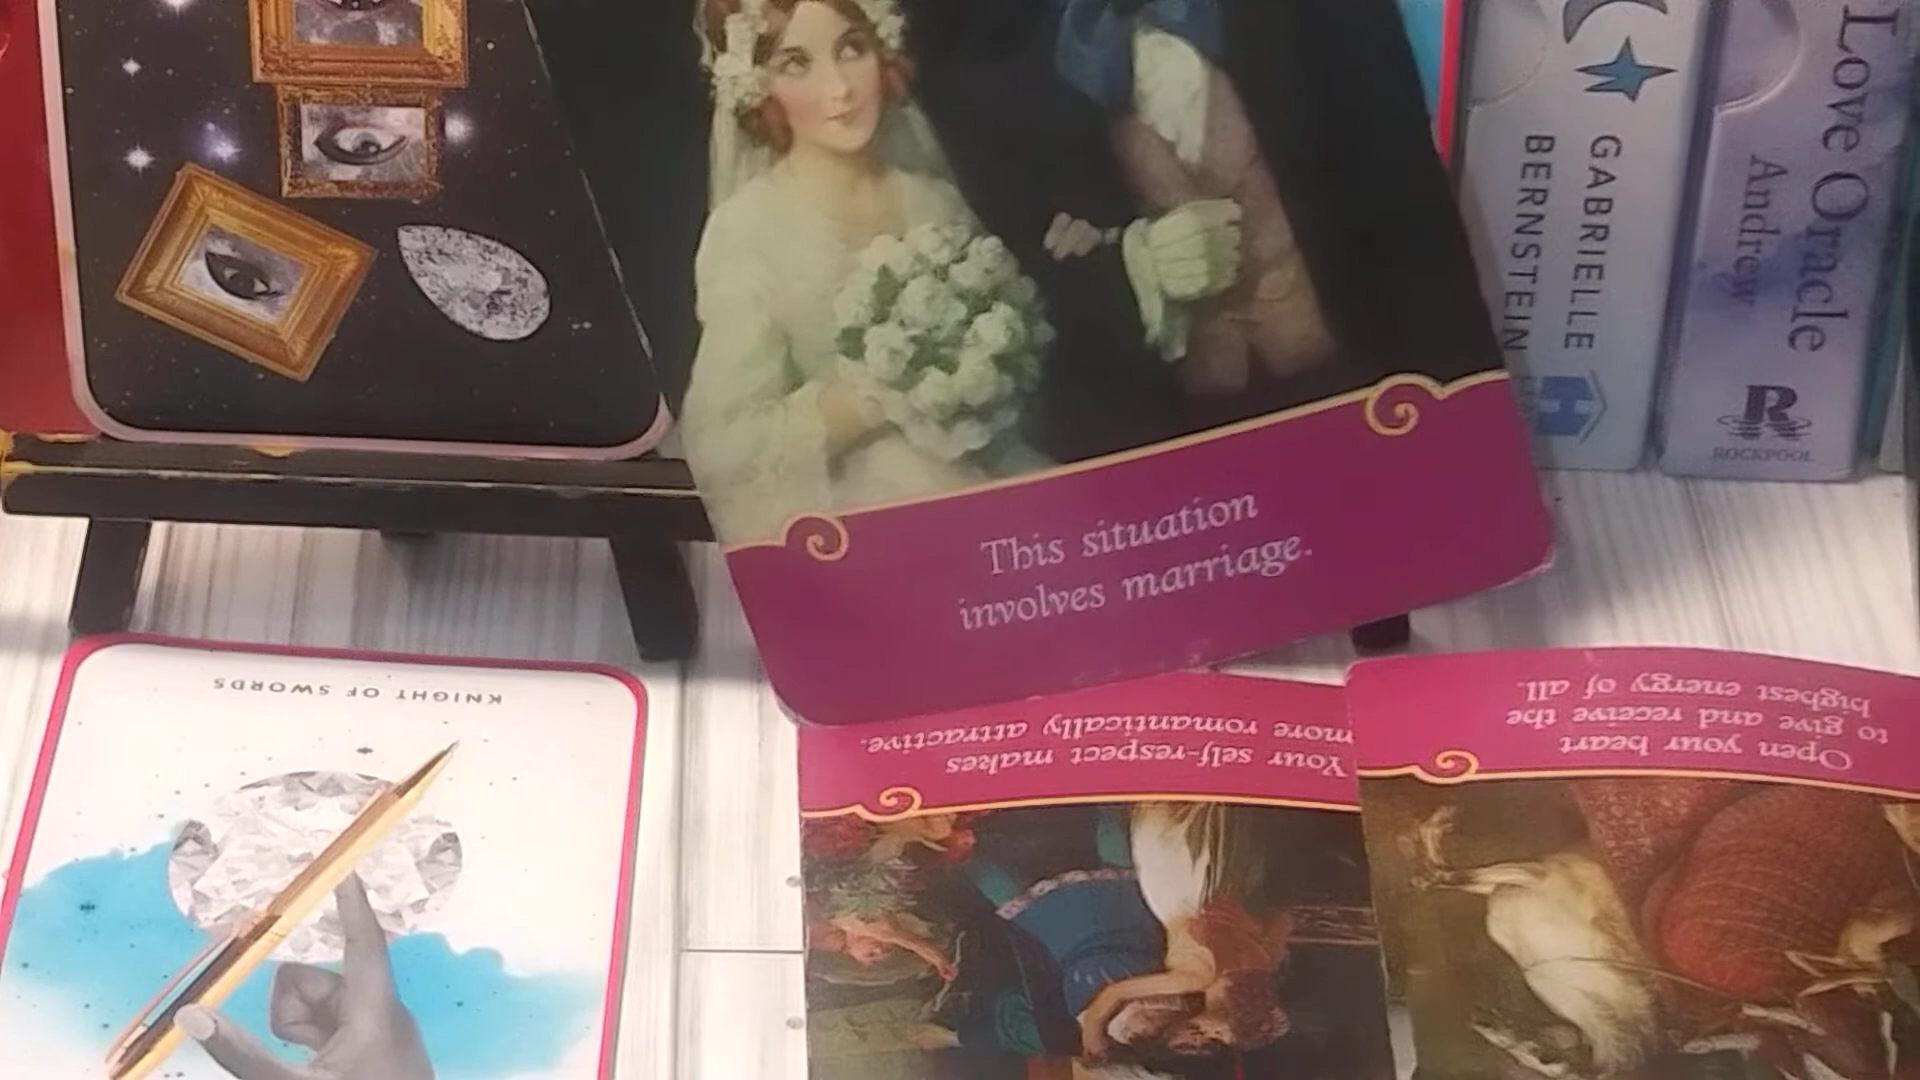 This situation
involves marriage.
KNIGHT OF SWORDS
Your self-respect makes
more romantically attractive.
Open your heart
to give and receive the
highest energy of all.
GABRIELLE
BERNSTEIN
Love Oracle
Andrew
R
ROCKPOOL